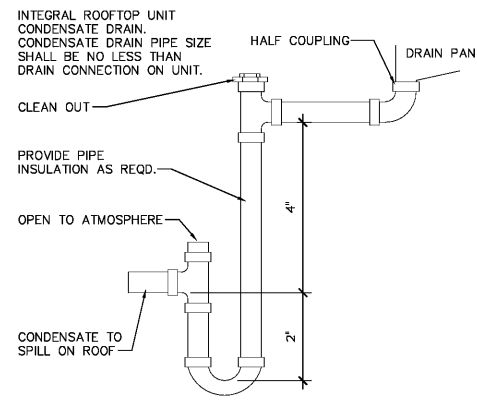 INTEGRAL ROOFTOP UNIT
CONDENSATE DRAIN.
CONDENSATE DRAIN PIPE SIZE
SHALL BE NO LESS THAN
DRAIN CONNECTION ON UNIT.
HALF COUPLING
DRAIN PAN
CLEAN OUT
PROVIDE PIPE
INSULATION AS REQD.
4"
OPEN TO ATMOSPHERE
CONDENSATE TO
SPILL ON ROOF
2"